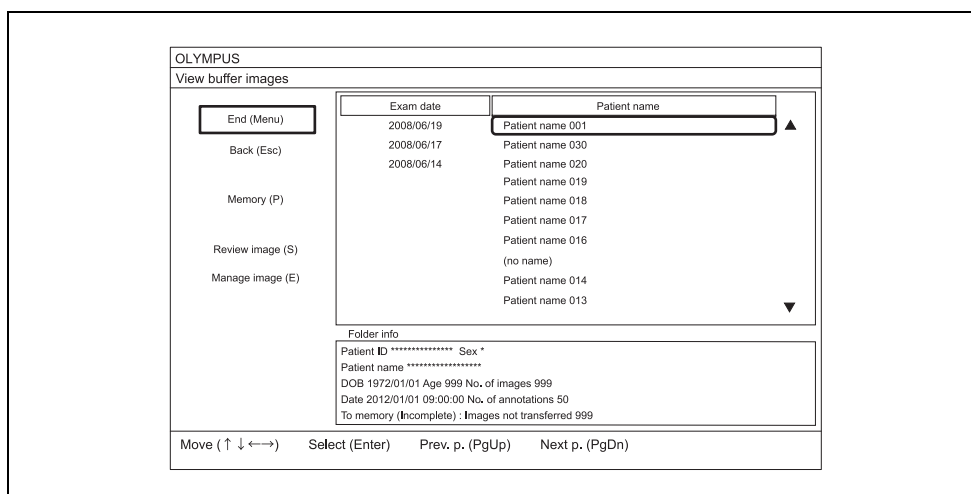 OLYMPUS
View buffer images
End (Menu)
Back (Esc)
Memory (P)
Review image (S)
Manage image (E)
Exam date Patient name
2008/06/19 Patient name 001 ▲
2008/06/17 Patient name 030
2008/06/14 Patient name 020
Patient name 019
Patient name 018
Patient name 017
Patient name 016
(no name)
Patient name 014
Patient name 013 ▼
Folder info
Patient ID *************** Sex *
Patient name ******************
DOB 1972/01/01 Age 999 No. of images 999
Date 2012/01/01 09:00:00 No. of annotations 50
To memory (Incomplete) : Images not transferred 999
Move (↑ ↓ ←→) Select (Enter) Prev. p. (PgUp) Next p. (PgDn)